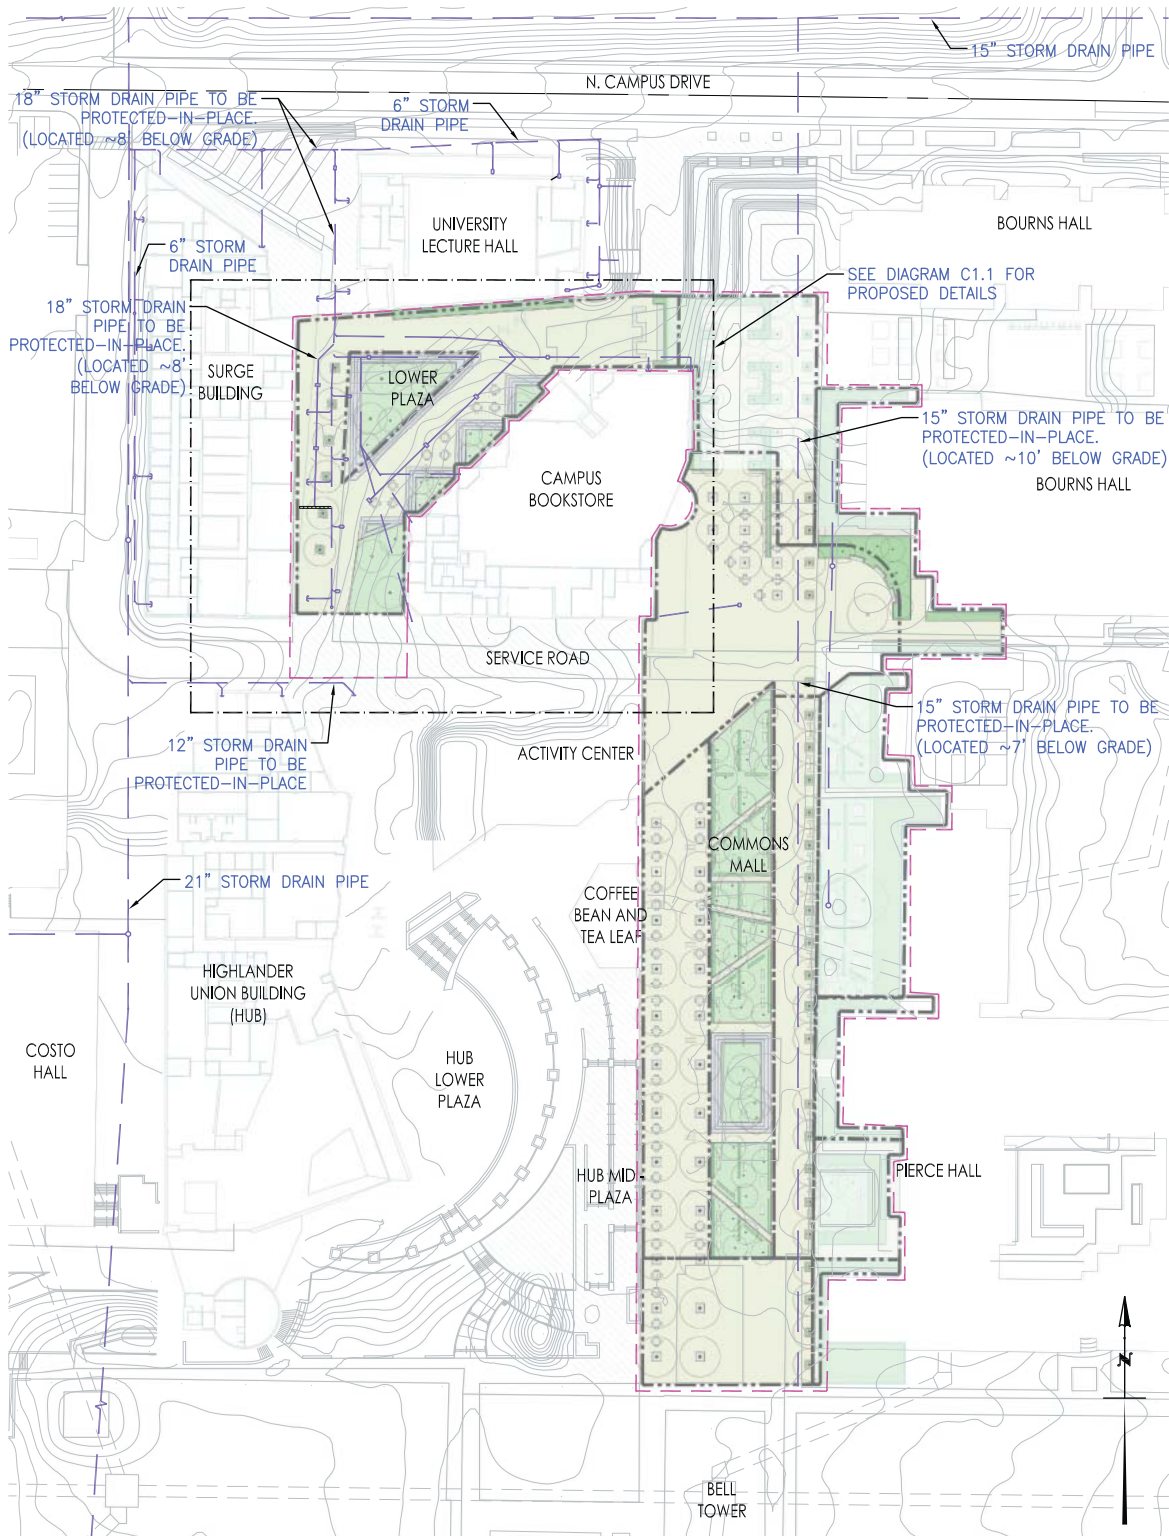 15" STORM DRAIN PIPE
N. CAMPUS DRIVE
18" STORM DRAIN PIPE TO BE
PROTECTED-IN-PLACE.
(LOCATED ~8' BELOW GRADE)
6" STORM
DRAIN PIPE
UNIVERSITY
LECTURE HALL
BOURNS HALL
6" STORM
DRAIN PIPE
SEE DIAGRAM C1.1 FOR
PROPOSED DETAILS
18" STORM DRAIN
PIPE TO BE
PROTECTED-IN-PLACE.
(LOCATED ~8'
BELOW GRADE)
SURGE
BUILDING
LOWER
PLAZA
15" STORM DRAIN PIPE TO BE
PROTECTED-IN-PLACE.
(LOCATED ~10' BELOW GRADE)
CAMPUS
BOOKSTORE
BOURNS HALL
SERVICE ROAD
15" STORM DRAIN PIPE TO BE
PROTECTED-IN-PLACE.
(LOCATED ~7' BELOW GRADE)
12" STORM DRAIN
PIPE TO BE
PROTECTED-IN-PLACE
ACTIVITY CENTER
COMMONS
MALL
21" STORM DRAIN PIPE
COFFEE
BEAN AND
TEA LEAF
HIGHLANDER
UNION BUILDING
(HUB)
COSTO
HALL
HUB
LOWER
PLAZA
HUB MID-
PLAZA
PIERCE HALL
N
BELL
TOWER